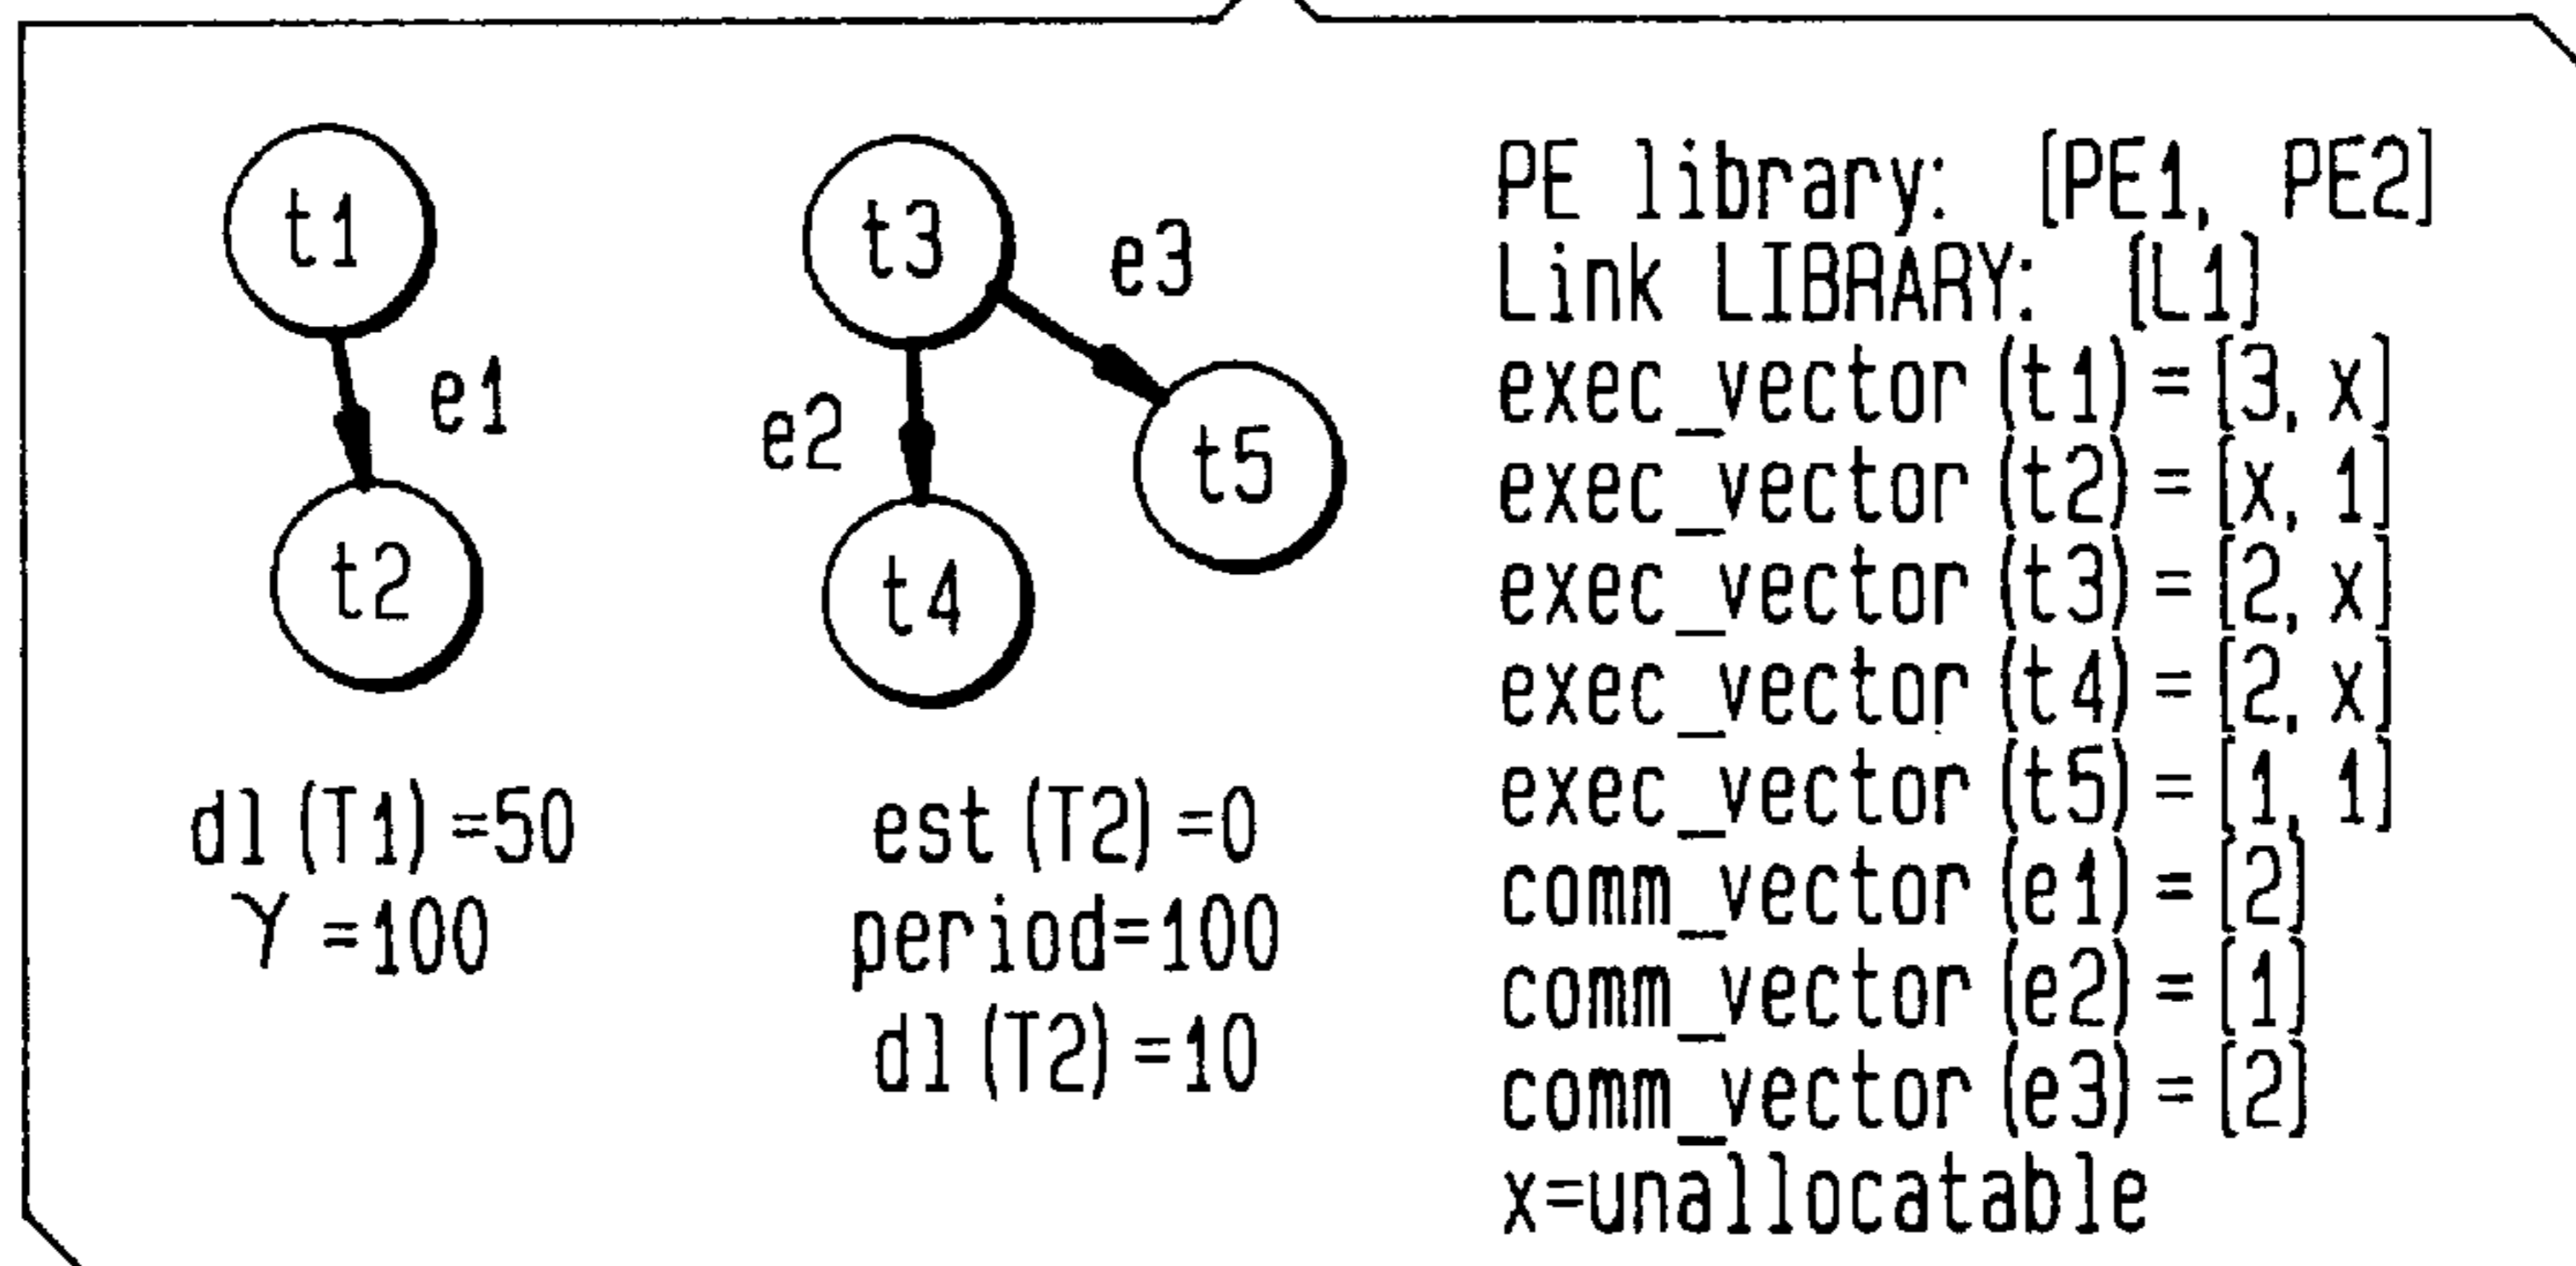 t1
e1
t2
dl (T1) =50
γ =100
t3
e3
e2
t5
t4
est (T2) =0
period=100
dl (T2) =10
PE library: [PE1, PE2]
Link LIBRARY: [L1]
exec_vector (t1) = [3, x]
exec_vector (t2) = [x, 1]
exec_vector (t3) = [2, x]
exec_vector (t4) = [2, x]
exec_vector (t5) = [1, 1]
comm_vector (e1) = [2]
comm_vector (e2) = [1]
comm_vector (e3) = [2]
x=unallocatable